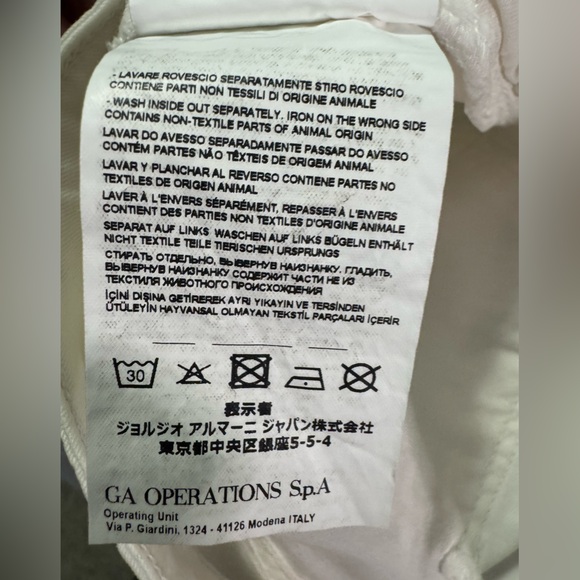 - LAVARE ROVESCIO SEPARATAMENTE STIRO ROVESCIO
CONTIENE PARTI NON TESSILI DI ORIGINE ANIMALE
- WASH INSIDE OUT SEPARATELY. IRON ON THE WRONG SIDE
CONTAINS NON-TEXTILE PARTS OF ANIMAL ORIGIN
LAVAR DO AVESSO SEPARADAMENTE PASSAR DO AVESSO
CONTÉM PARTES NÃO TÊXTEIS DE ORIGEM ANIMAL
LAVAR Y PLANCHAR AL REVERSO CONTIENE PARTES NO
TEXTILES DE ORIGEN ANIMAL
LAVER À L'ENVERS SÉPARÉMENT, REPASSER À L'ENVERS
CONTIENT DES PARTIES NON TEXTILES D'ORIGINE ANIMALE
SEPARAT AUF LINKS WASCHEN AUF LINKS BÜGELN ENTHÄLT
NICHT TEXTILE TEILE TIERISCHEN URSPRUNGS
СТИРАТЬ ОТДЕЛЬНО, ВЫВЕРНУВ НАИЗНАНКУ. ГЛАДИТЬ,
ВЫВЕРНУВ НАИЗНАНКУ СОДЕРЖИТ ЧАСТИ НЕ ИЗ
ТЕКСТИЛЯ ЖИВОТНОГО ПРОИСХОЖДЕНИЯ
İÇİNİ DIŞINA GETİREREK AYRI YIKAYIN VE TERSİNDEN
ÜTÜLEYİN HAYVANSAL OLMAYAN TEKSTİL PARÇALARI İÇERİR
30
表示者
ジョルジオ アルマーニ ジャパン株式会社
東京都中央区銀座5-5-4
GA OPERATIONS S.p.A
Operating Unit
Via P. Giardini, 1324 - 41126 Modena ITALY